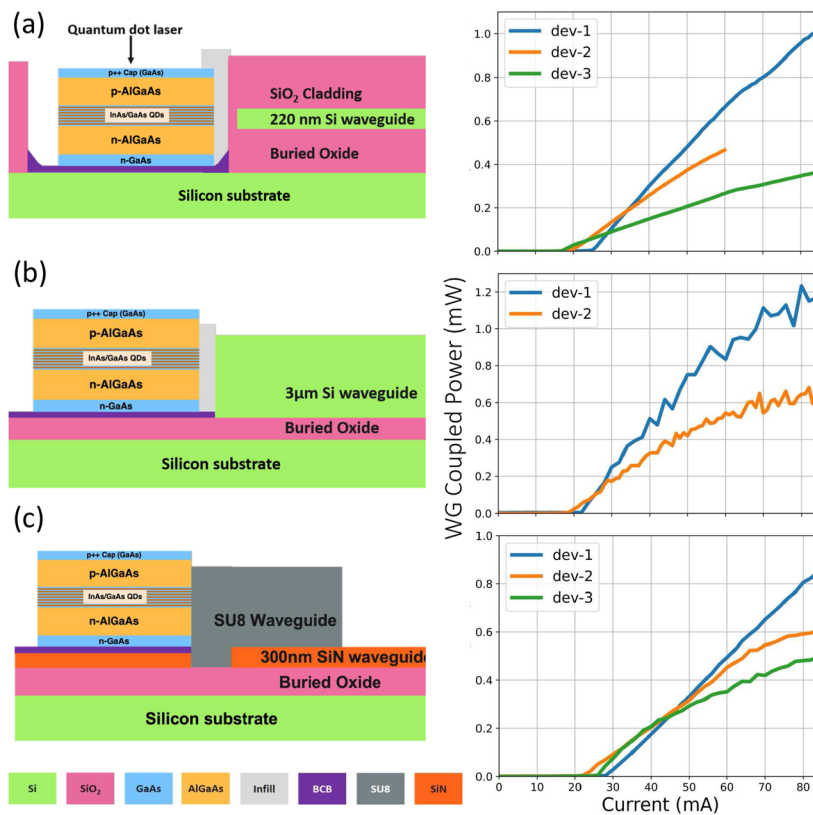 (a)
Quantum dot laser
p++ Cap (GaAs)
p-AlGaAs
InAs/GaAs QDs
n-AlGaAs
n-GaAs
SiO₂ Cladding
220 nm Si waveguide
Buried Oxide
Silicon substrate
1.0
0.8
0.6
0.4
0.2
0.0
dev-1
dev-2
dev-3
(b)
p++ Cap (GaAs)
p-AlGaAs
InAs/GaAs QDs
n-AlGaAs
n-GaAs
3μm Si waveguide
Buried Oxide
Silicon substrate
WG Coupled Power (mW)
1.2
1.0
0.8
0.6
0.4
0.2
0.0
dev-1
dev-2
(c)
p++ Cap (GaAs)
p-AlGaAs
InAs/GaAs QDs
n-AlGaAs
n-GaAs
SU8 Waveguide
300nm SiN waveguide
Buried Oxide
Silicon substrate
1.0
0.8
0.6
0.4
0.2
0.0
dev-1
dev-2
dev-3
0 10 20 30 40 50 60 70 80
Current (mA)
Si
SiO₂
GaAs
AlGaAs
Infill
BCB
SU8
SiN